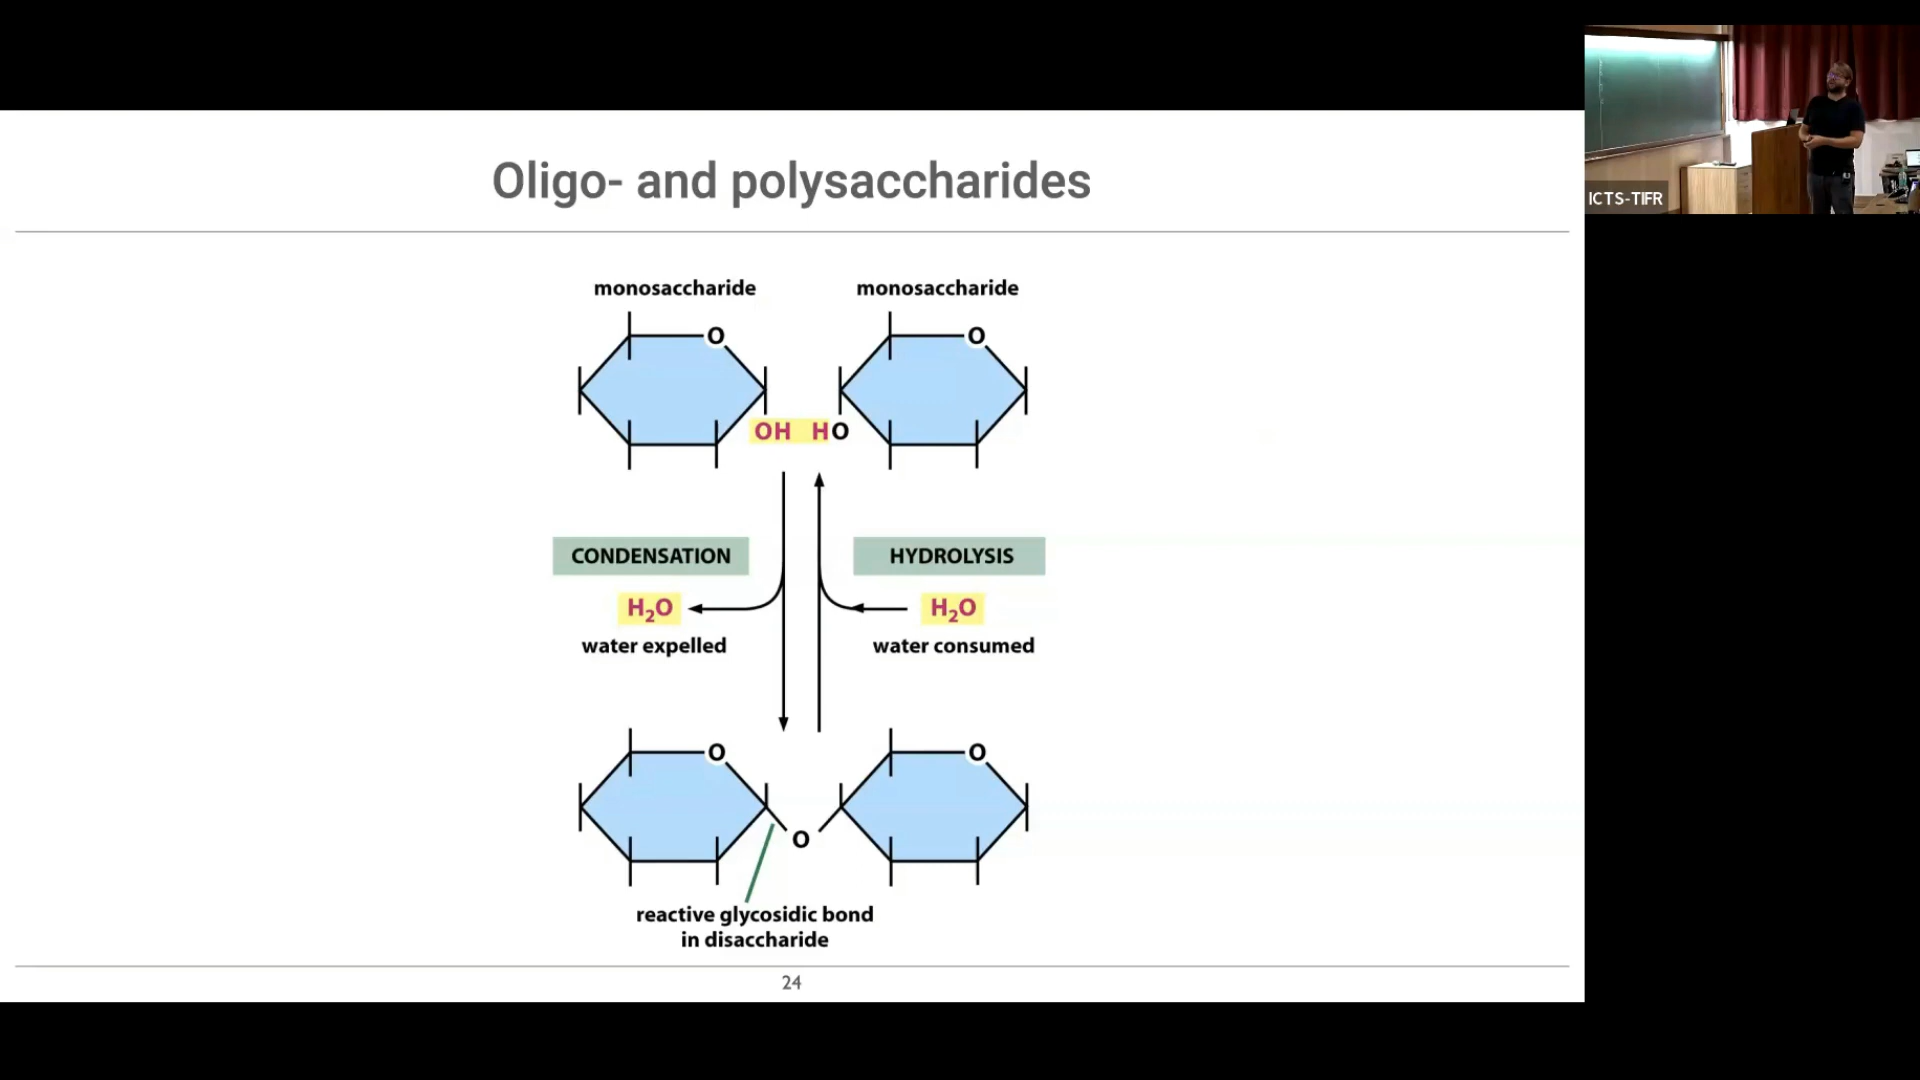 Oligo- and polysaccharides
ICTS-TIFR
monosaccharide
monosaccharide
O
O
OH HO
CONDENSATION
HYDROLYSIS
H₂O
H₂O
water expelled
water consumed
O
O
O
reactive glycosidic bond
in disaccharide
24